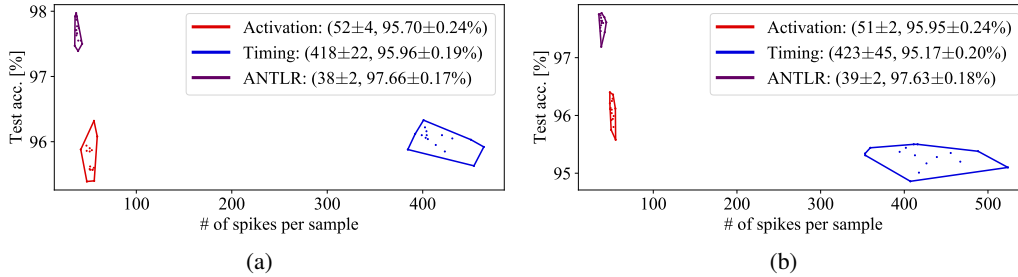 98
97
96
Test acc. [%]
100
200
300
400
# of spikes per sample
Activation: (52±4, 95.70±0.24%)
Timing: (418±22, 95.96±0.19%)
ANTLR: (38±2, 97.66±0.17%)
(a)
97
96
95
Test acc. [%]
100
200
300
400
500
# of spikes per sample
Activation: (51±2, 95.95±0.24%)
Timing: (423±45, 95.17±0.20%)
ANTLR: (39±2, 97.63±0.18%)
(b)